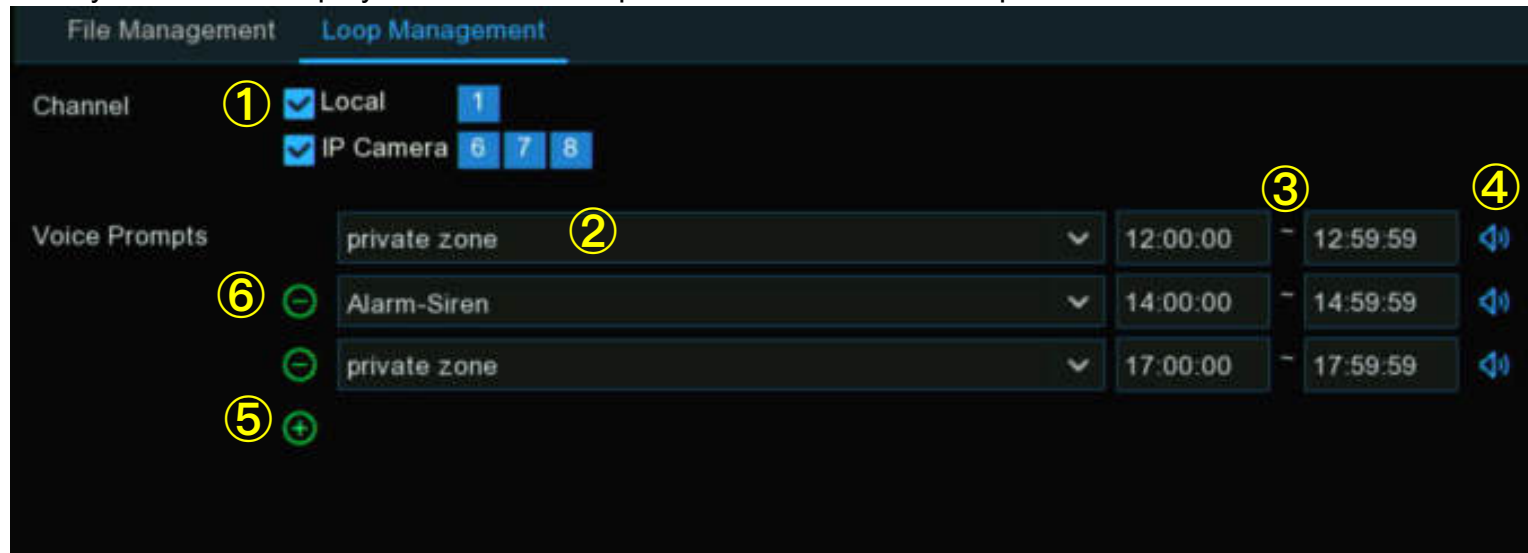 File Management Loop Management
Channel ① Local 1
IP Camera 6 7 8
③ ④
Voice Prompts private zone ② 12:00:00 ~ 12:59:59
⑥ Alarm-Siren 14:00:00 ~ 14:59:59
private zone 17:00:00 ~ 17:59:59
⑤